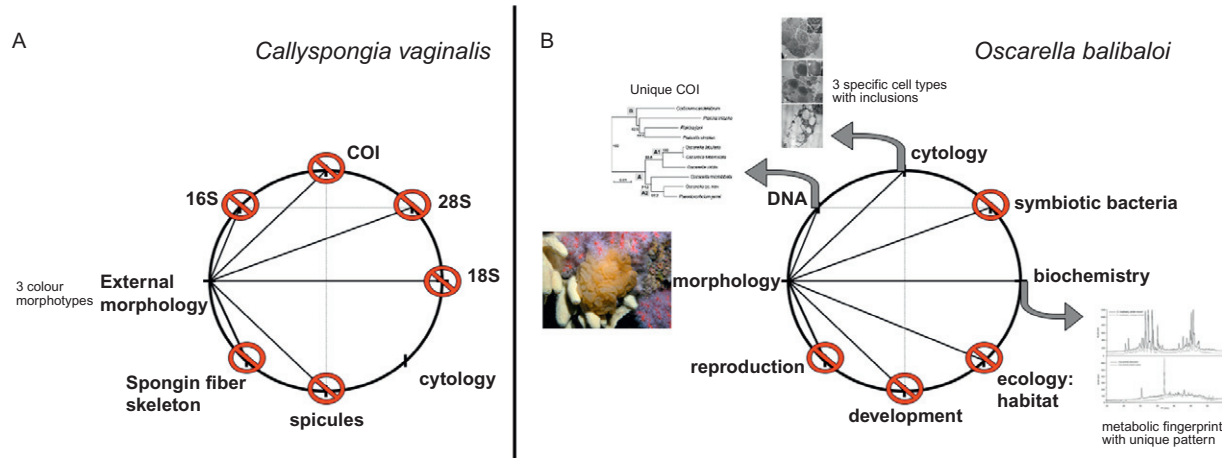 A
Callyspongia vaginalis
COI
16S
28S
External
morphology
3 colour
morphotypes
18S
Spongin fiber
skeleton
spicules
cytology
B
Oscarella balibaloi
Unique COI
3 specific cell types
with inclusions
cytology
DNA
symbiotic bacteria
morphology
biochemistry
reproduction
ecology:
habitat
development
metabolic fingerprint
with unique pattern